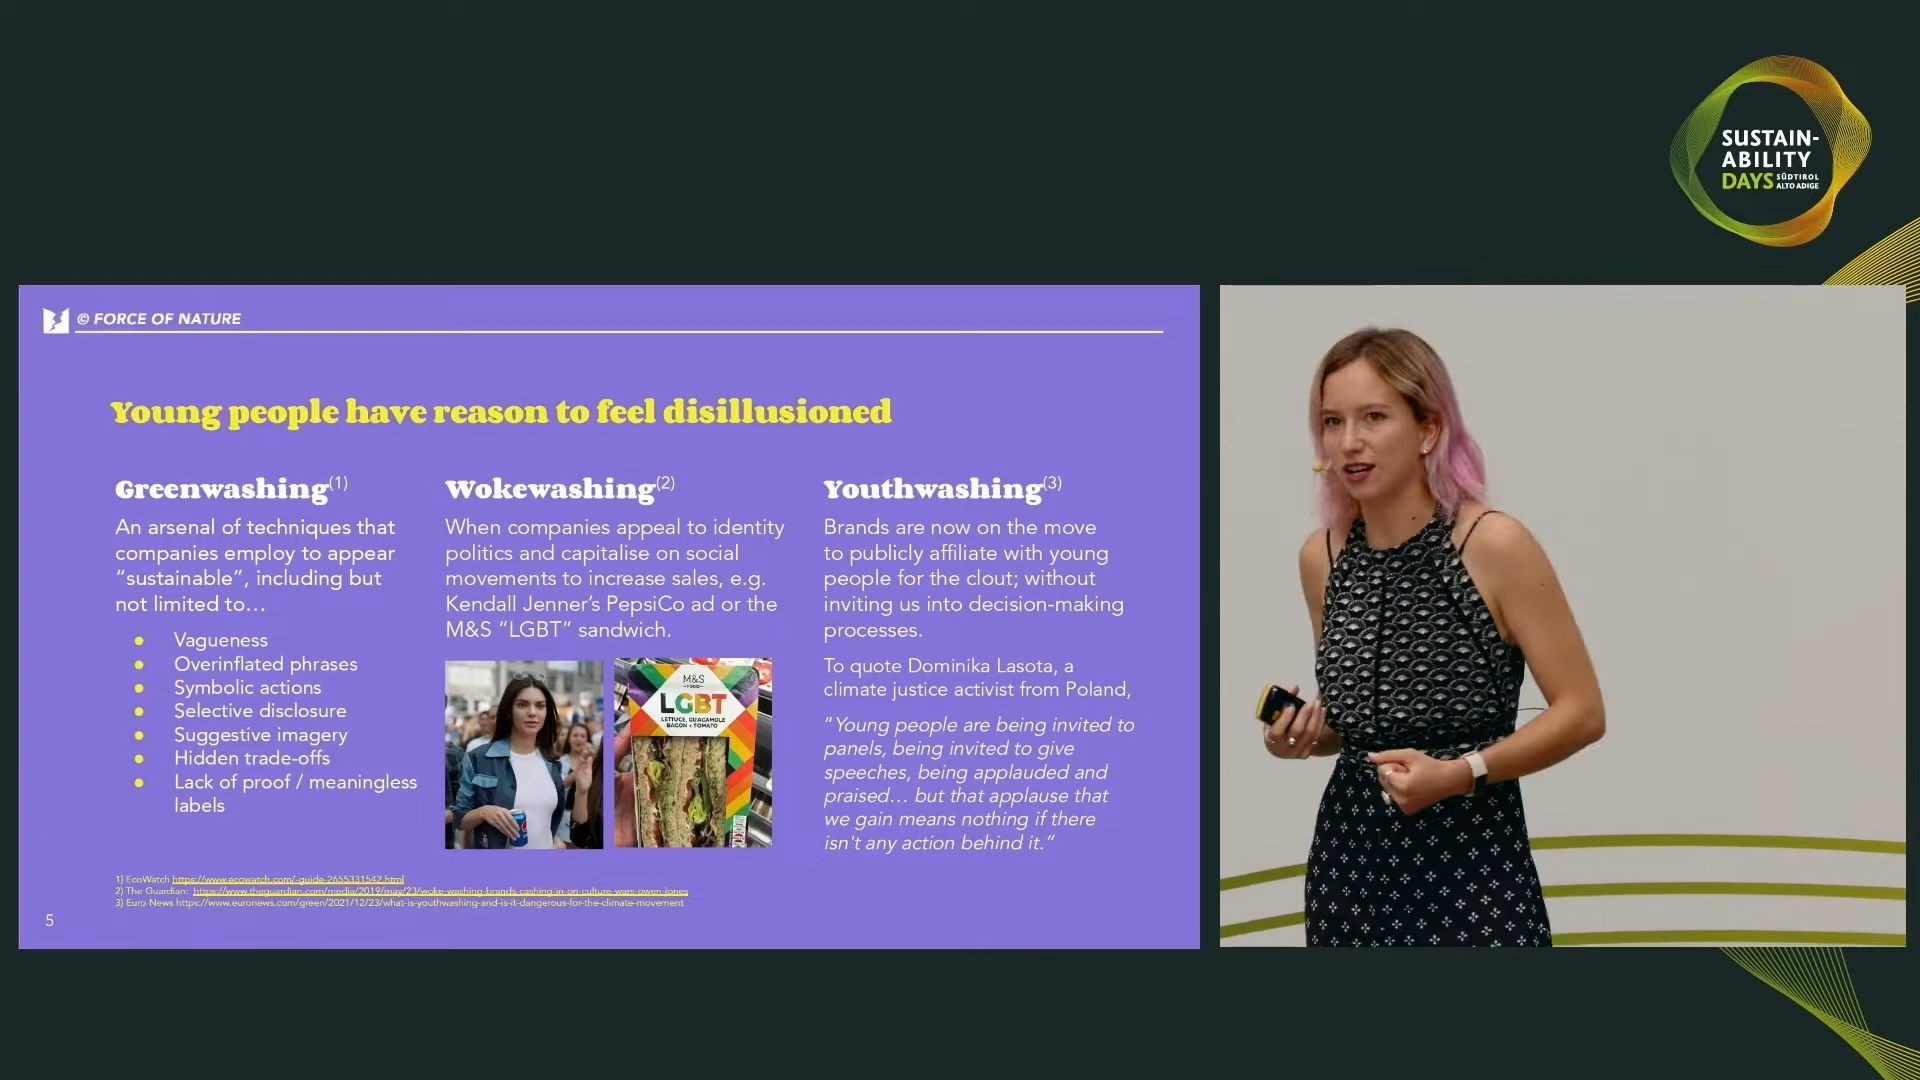 SUSTAIN-
ABILITY
DAYS SÜDTIROL
ALTO ADIGE
© FORCE OF NATURE
Young people have reason to feel disillusioned
Greenwashing(1)
An arsenal of techniques that
companies employ to appear
“sustainable”, including but
not limited to…
● Vagueness
● Overinflated phrases
● Symbolic actions
● Selective disclosure
● Suggestive imagery
● Hidden trade-offs
● Lack of proof / meaningless
labels
Wokewashing(2)
When companies appeal to identity
politics and capitalise on social
movements to increase sales, e.g.
Kendall Jenner’s PepsiCo ad or the
M&S “LGBT” sandwich.
M&S
FOOD
LGBT
LETTUCE, GUACAMOLE
BACON + TOMATO
Youthwashing(3)
Brands are now on the move
to publicly affiliate with young
people for the clout; without
inviting us into decision-making
processes.
To quote Dominika Lasota, a
climate justice activist from Poland,
“Young people are being invited to
panels, being invited to give
speeches, being applauded and
praised… but that applause that
we gain means nothing if there
isn't any action behind it.”
1) EcoWatch https://www.ecowatch.com/-guide-2655331542.html
2) The Guardian: https://www.theguardian.com/media/2019/may/23/woke-washing-brands-cashing-in-on-culture-wars-owen-jones
3) Euro News https://www.euronews.com/green/2021/12/23/what-is-youthwashing-and-is-it-dangerous-for-the-climate-movement
5